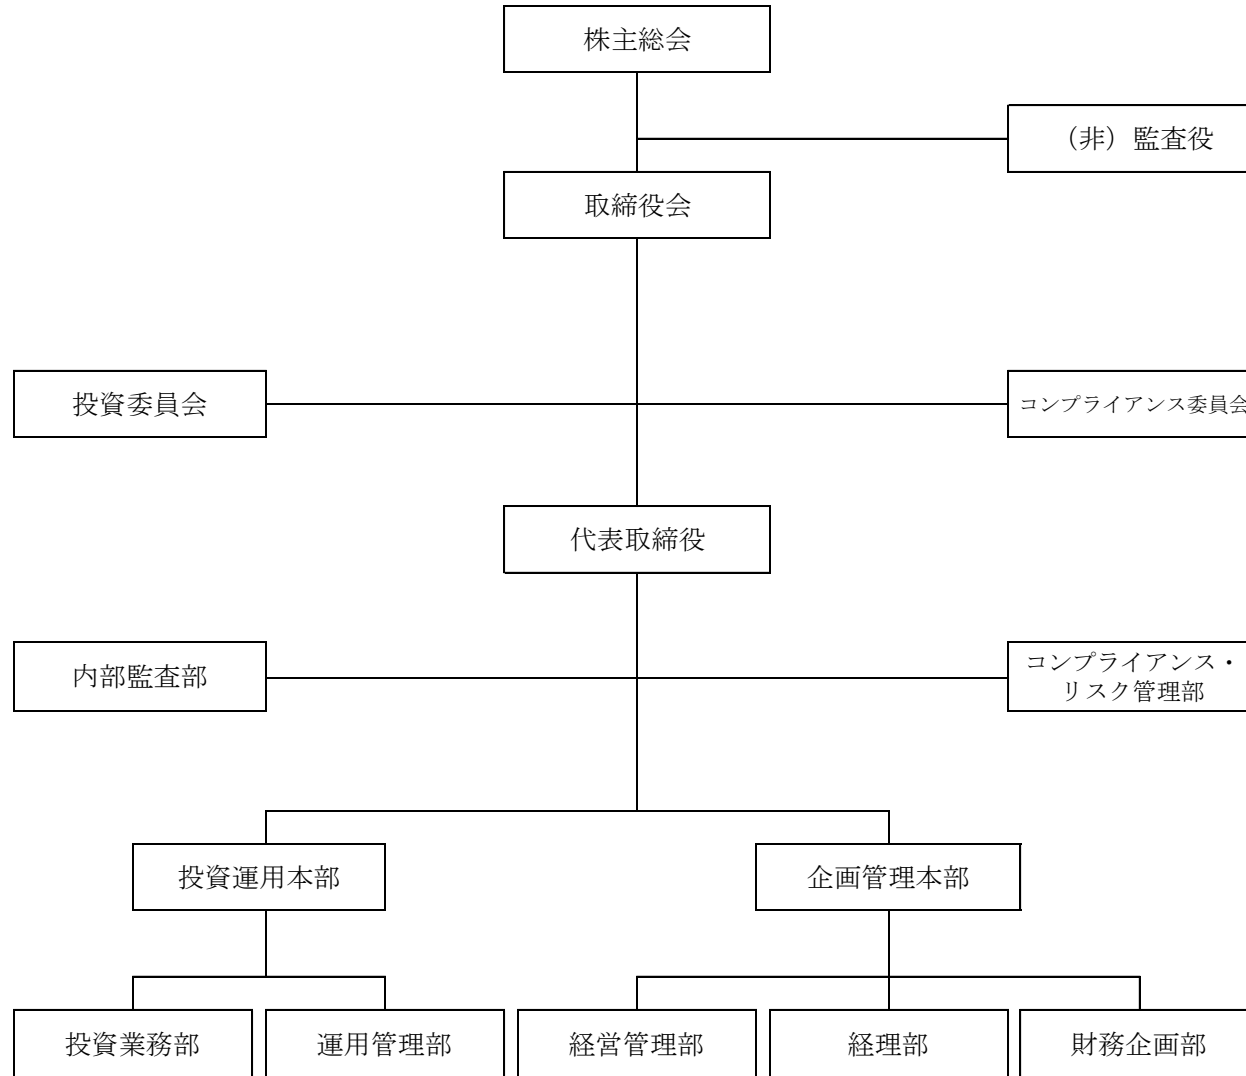 株主総会
（非）監査役
取締役会
投資委員会
コンプライアンス委員会
代表取締役
内部監査部
コンプライアンス・
リスク管理部
投資運用本部
企画管理本部
投資業務部
運用管理部
経営管理部
経理部
財務企画部